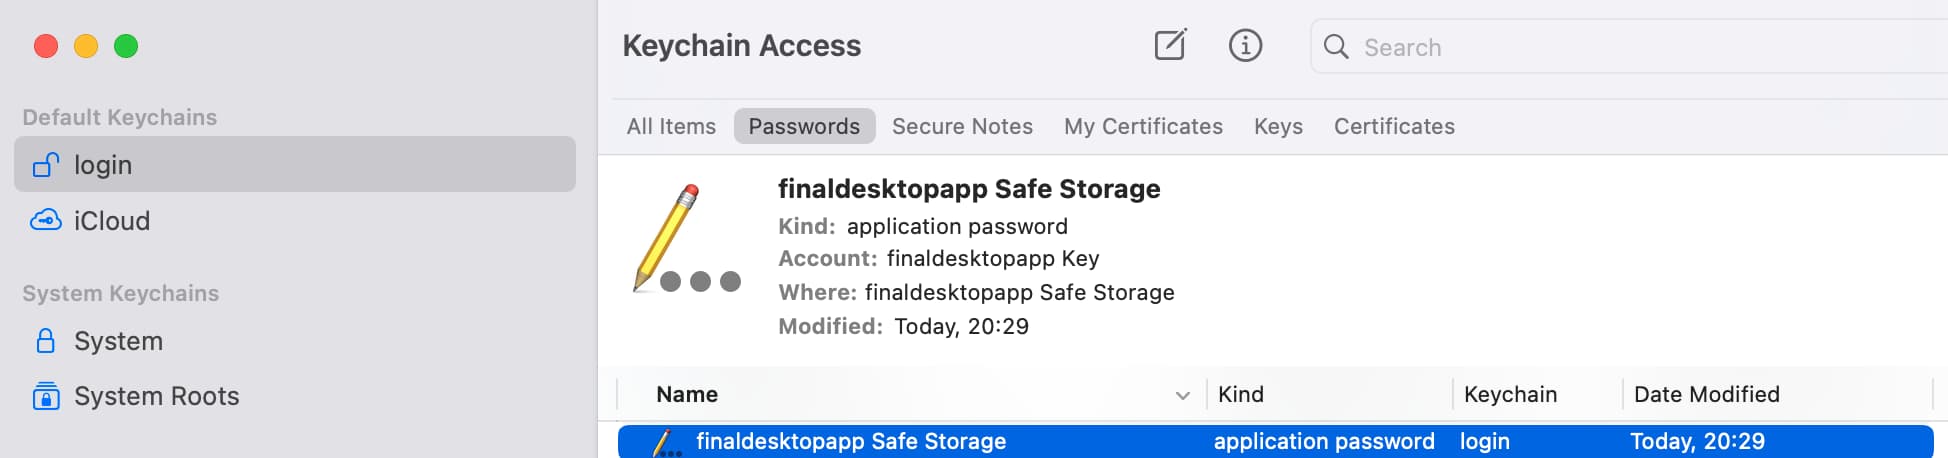 Default Keychains
login
iCloud
System Keychains
System
System Roots
Keychain Access
Search
All Items Passwords Secure Notes My Certificates Keys Certificates
finaldesktopapp Safe Storage
Kind: application password
Account: finaldesktopapp Key
Where: finaldesktopapp Safe Storage
Modified: Today, 20:29
Name Kind Keychain Date Modified
finaldesktopapp Safe Storage application password login Today, 20:29